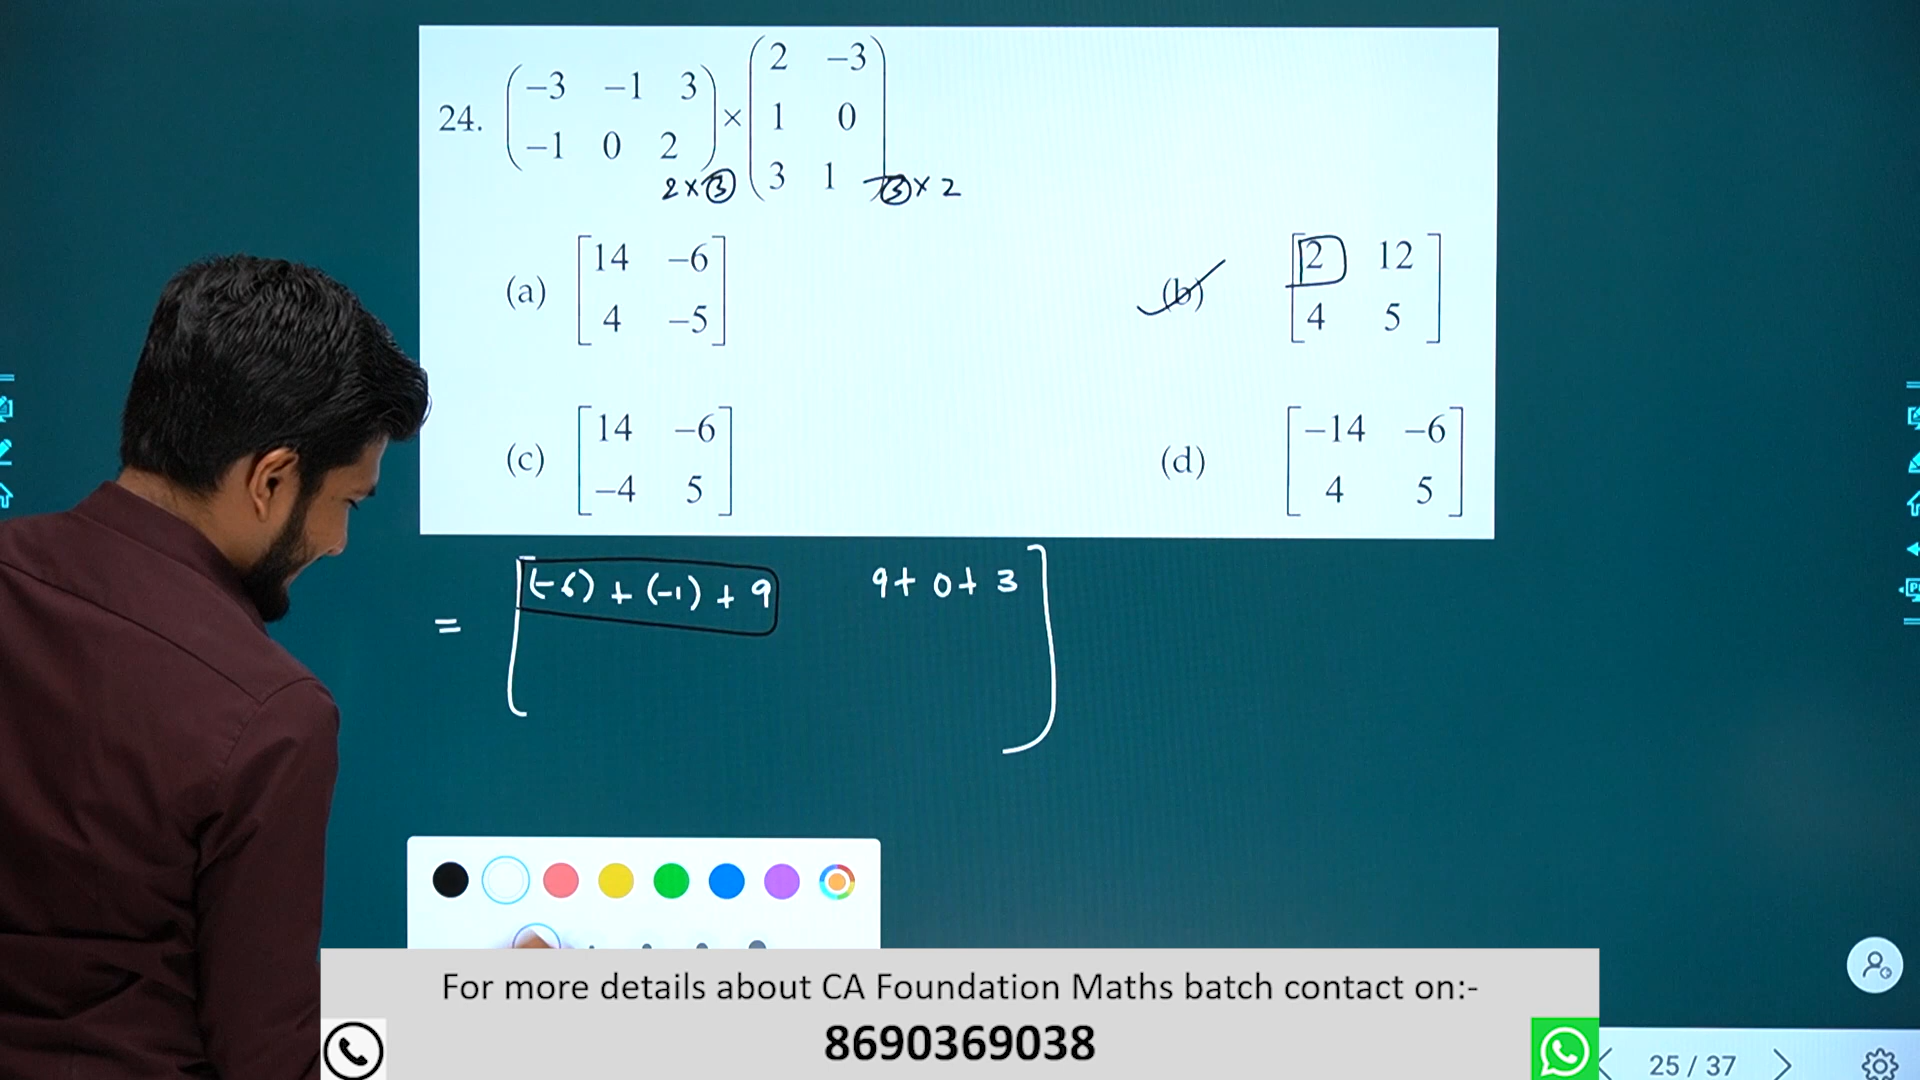 24. (−3 −1 3
−1 0 2) × (2 −3
1 0
3 1)
2×3 3×2
(a) [14 −6
4 −5]
(b) [2 12
4 5]
(c) [14 −6
−4 5]
(d) [−14 −6
4 5]
= [(-6) + (-1) + 9 9 + 0 + 3]
For more details about CA Foundation Maths batch contact on:-
8690369038
25 / 37